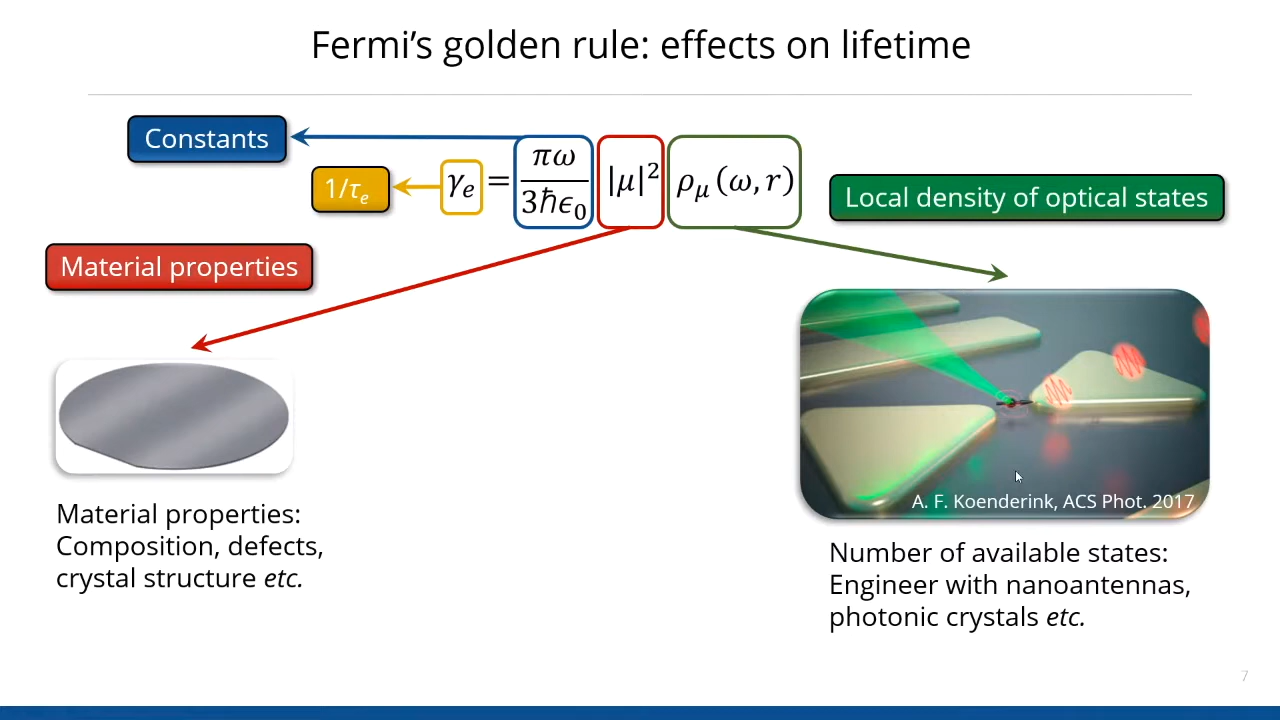 Fermi’s golden rule: effects on lifetime
Constants
1/τₑ
γₑ = πω/3ħϵ₀ |μ|² ρμ(ω, r)
Local density of optical states
Material properties
A. F. Koenderink, ACS Phot. 2017
Material properties:
Composition, defects,
crystal structure etc.
Number of available states:
Engineer with nanoantennas,
photonic crystals etc.
7